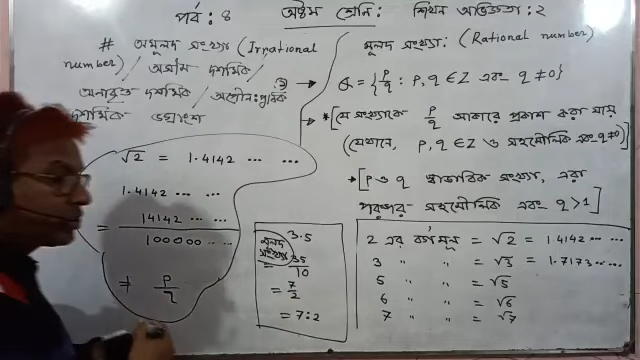 পর্ব: ৪
অষ্টম শ্রেণি: শিখন অভিজ্ঞতা: ২
# অমূলদ সংখ্যা (Irrational
number) / অসীম দশমিক /
অনাবৃত্ত দশমিক / অপৌনঃপুনিক
দশমিক ভগ্নাংশ
√2 = 1.4142 ... ...
1.4142 ... ...
= 14142 ... ...
100000 ... ..
≠ p/q
মূলদ সংখ্যা: (Rational number)
→ Q = {p/q : p, q ∈ Z এবং q ≠ 0}
* [যে সংখ্যাকে p/q আকারে প্রকাশ করা যায়
(যেখানে, p, q ∈ Z ও সহমৌলিক এবং q≠0)]
* [p ও q স্বাভাবিক সংখ্যা, এরা
পরস্পর সহমৌলিক এবং q > 1]
3.5
মূলদ সংখ্যা
= 35/10
= 7/2
= 7:2
2 এর বর্গমূল = √2 = 1.4142 ... ...
3 " " = √3 = 1.7173 ... ...
5 " " = √5
6 " " = √6
7 " " = √7